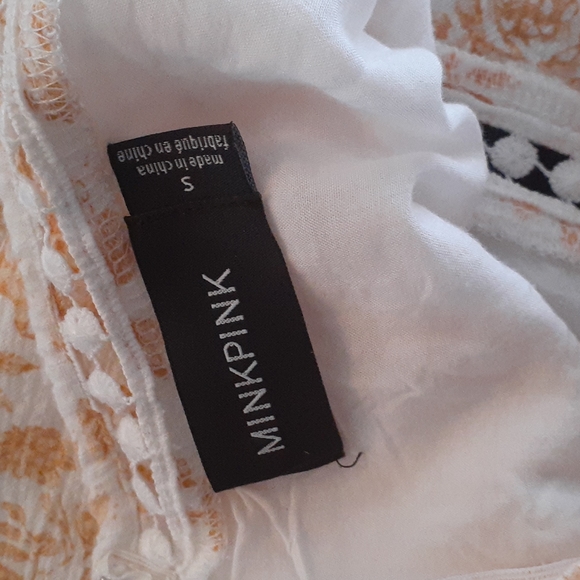 MINKPINK
S
made in china
fabriqué en chine